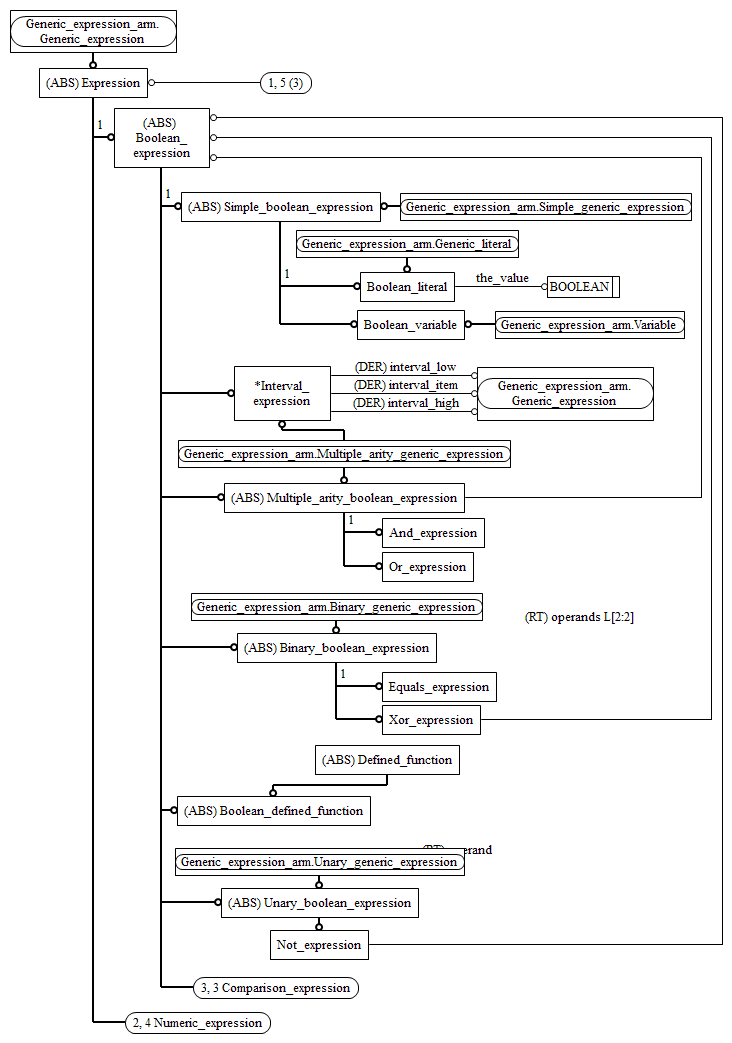 Generic_expression_arm.
Generic_expression
(ABS) Expression
1, 5 (3)
1
(ABS)
Boolean_
expression
1
(ABS) Simple_boolean_expression
Generic_expression_arm.Simple_generic_expression
Generic_expression_arm.Generic_literal
1
Boolean_literal
the_value
BOOLEAN
Boolean_variable
Generic_expression_arm.Variable
*Interval_
expression
(DER) interval_low
(DER) interval_item
(DER) interval_high
Generic_expression_arm.
Generic_expression
Generic_expression_arm.Multiple_arity_generic_expression
(ABS) Multiple_arity_boolean_expression
1
And_expression
Or_expression
Generic_expression_arm.Binary_generic_expression
(RT) operands L[2:2]
(ABS) Binary_boolean_expression
1
Equals_expression
Xor_expression
(ABS) Defined_function
(ABS) Boolean_defined_function
Generic_expression_arm.Unary_generic_expression
(ABS) Unary_boolean_expression
Not_expression
3, 3 Comparison_expression
2, 4 Numeric_expression